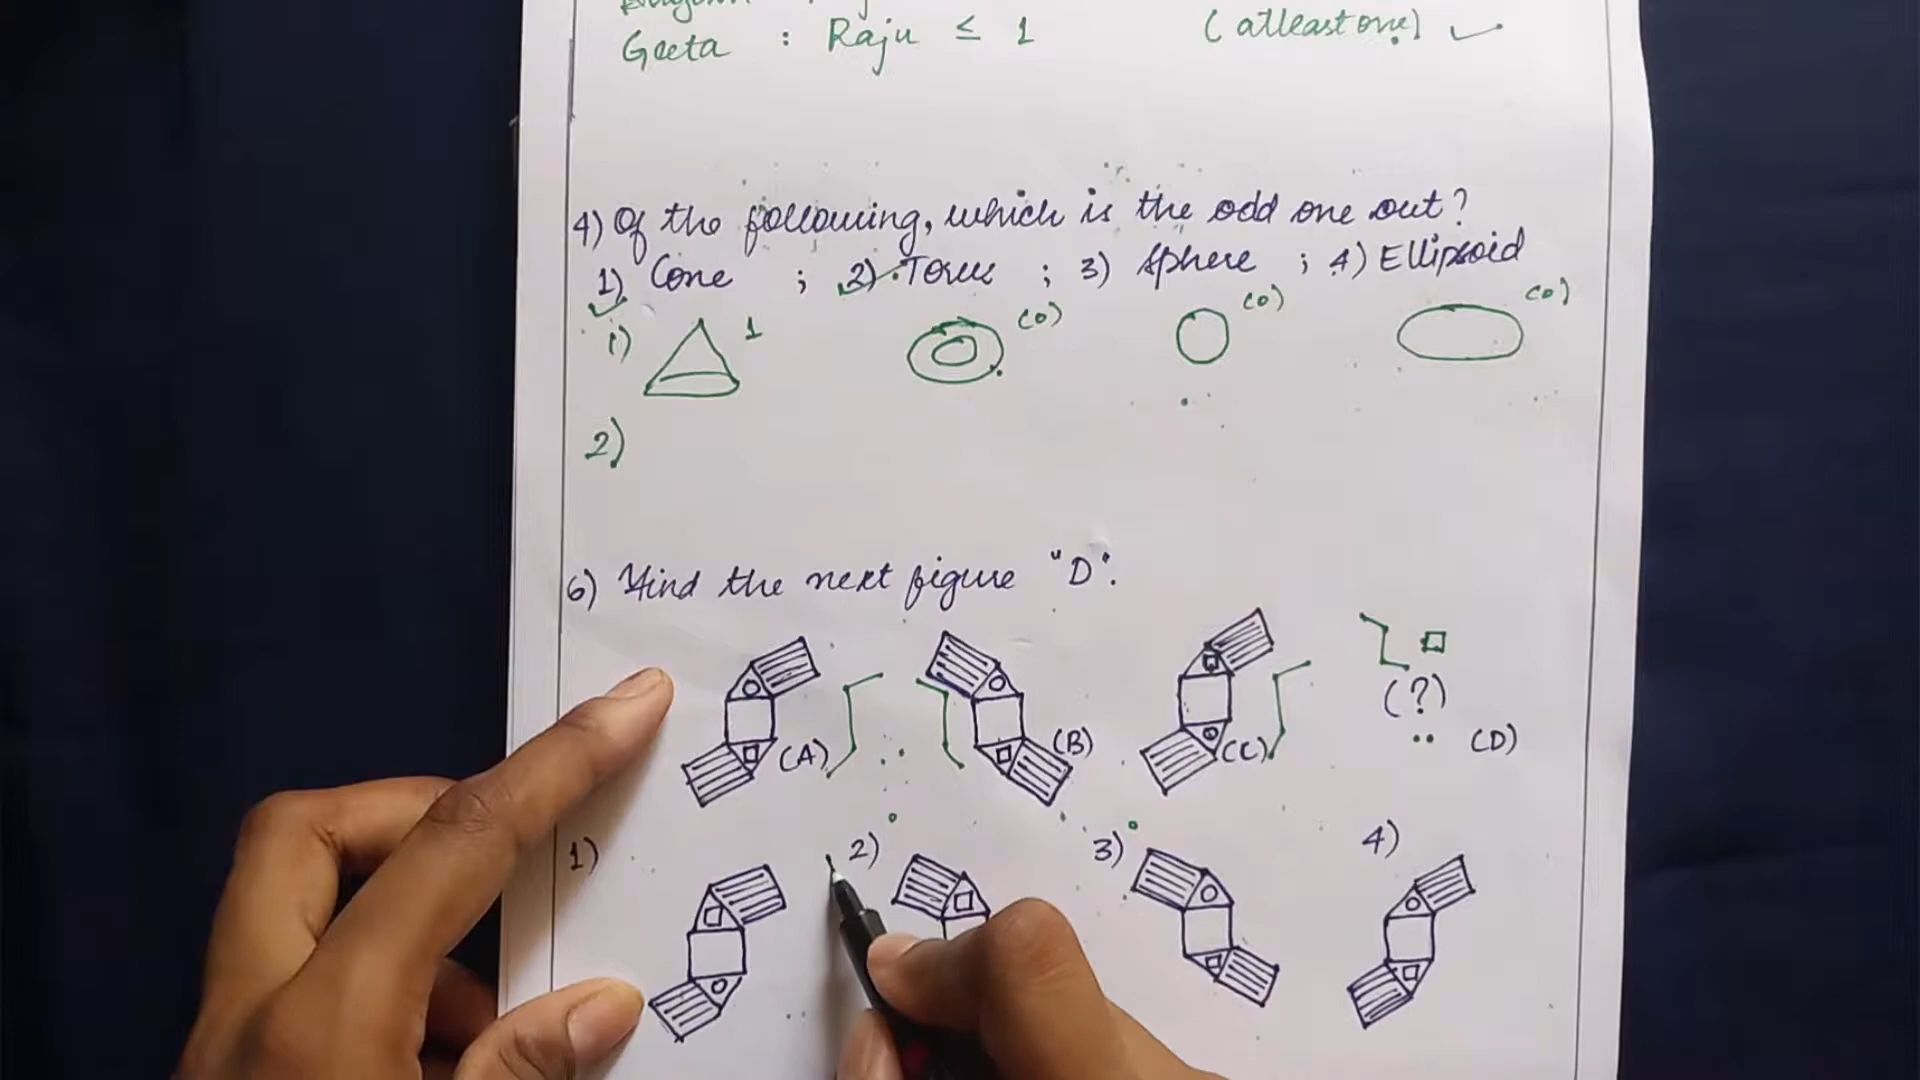 Geeta : Raju ≤ 1 (atleast one)
4) Of the following, which is the odd one out?
1) Cone ; 2) Torus ; 3) Sphere ; 4) Ellipsoid
1) 1 (0) (0) (0)
2)
6) Find the next figure "D".
(A) (B) (C) (?) (D)
1) 2) 3) 4)